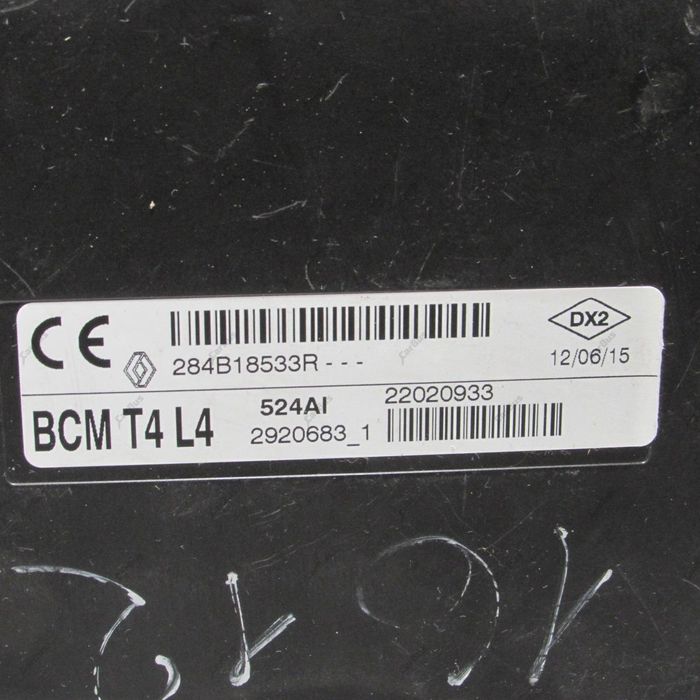 CE
DX2
284B18533R - - -
12/06/15
BCM T4 L4
524AI
22020933
2920683_1